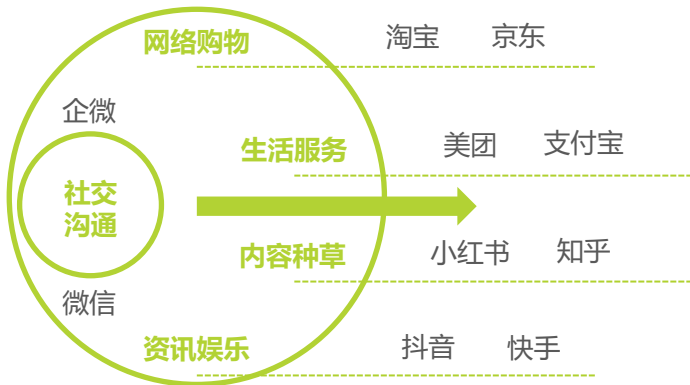 网络购物 淘宝 京东
企微
生活服务 美团 支付宝
社交
沟通
内容种草 小红书 知乎
微信
资讯娱乐 抖音 快手